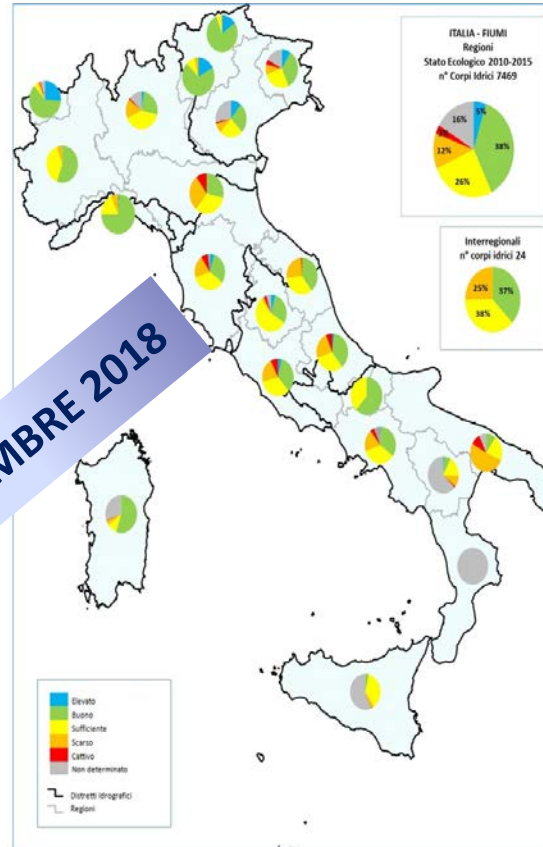 ITALIA - FIUMI
Regioni
Stato Ecologico 2010-2015
n° Corpi Idrici 7469
16%
5%
38%
12%
26%
Interregionali
n° corpi idrici 24
25%
37%
38%
MBRE 2018
Elevato
Buono
Sufficiente
Scarso
Cattivo
Non determinato
Distretti Idrografici
Regioni